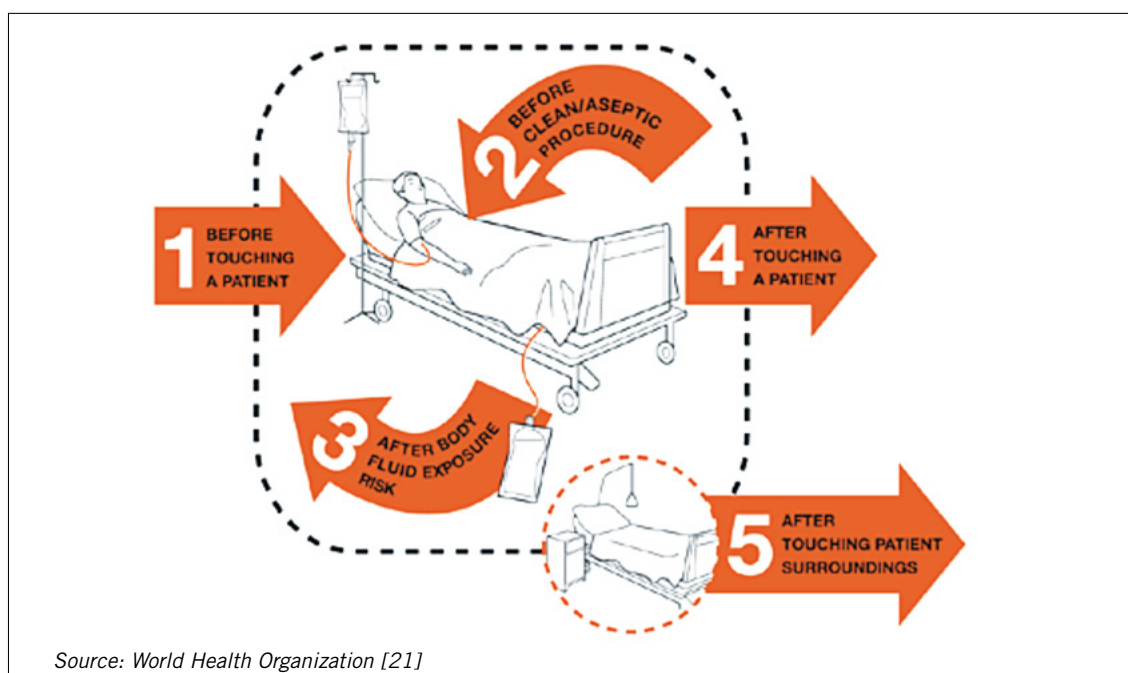 1
BEFORE
TOUCHING
A PATIENT
2
BEFORE
CLEAN/ASEPTIC
PROCEDURE
3
AFTER BODY
FLUID EXPOSURE
RISK
4
AFTER
TOUCHING
A PATIENT
5
AFTER
TOUCHING PATIENT
SURROUNDINGS
Source: World Health Organization [21]